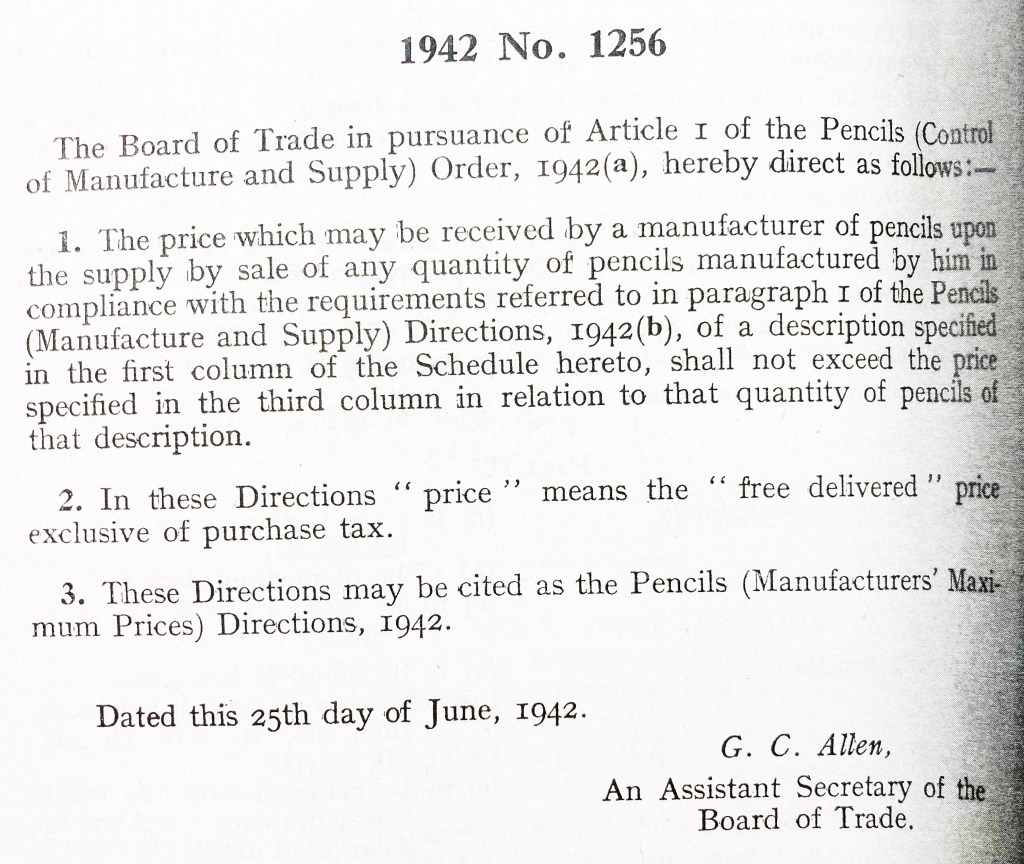 1942 No. 1256
The Board of Trade in pursuance of Article 1 of the Pencils (Control
of Manufacture and Supply) Order, 1942(a), hereby direct as follows:—
1. The price which may be received by a manufacturer of pencils upon
the supply by sale of any quantity of pencils manufactured by him in
compliance with the requirements referred to in paragraph 1 of the Pencils
(Manufacture and Supply) Directions, 1942(b), of a description specified
in the first column of the Schedule hereto, shall not exceed the price
specified in the third column in relation to that quantity of pencils of
that description.
2. In these Directions “ price ” means the “ free delivered ” price
exclusive of purchase tax.
3. These Directions may be cited as the Pencils (Manufacturers’ Maxi-
mum Prices) Directions, 1942.
Dated this 25th day of June, 1942.
G. C. Allen,
An Assistant Secretary of the
Board of Trade.